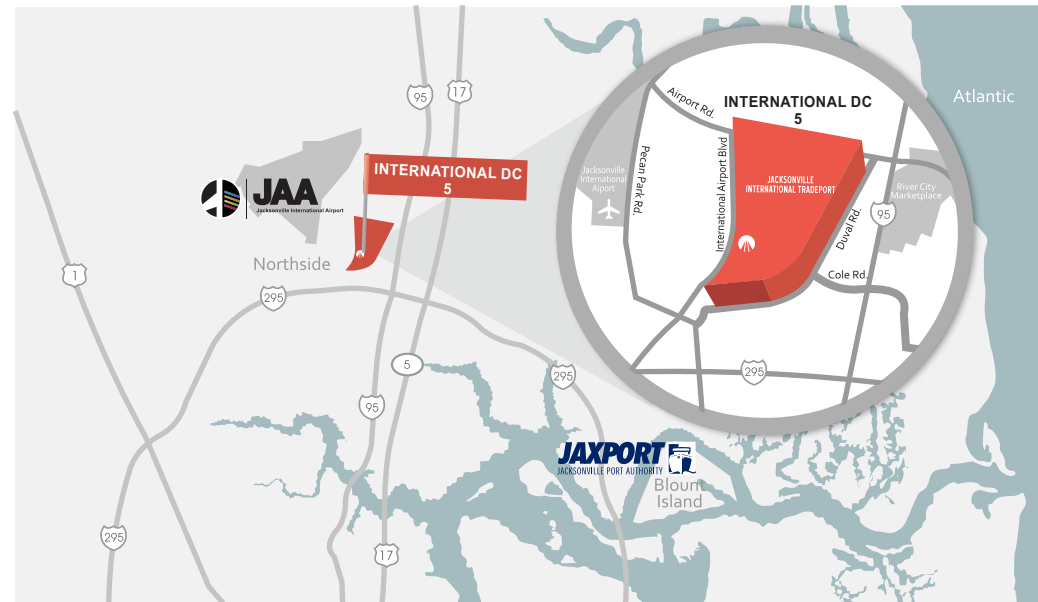 95
17
Atlantic
INTERNATIONAL DC
5
Airport Rd.
INTERNATIONAL DC
5
JAA
Jacksonville International Airport
Jacksonville
International
Aiport
Pecan Park Rd.
International Airport Blvd
JACKSONVILLE
INTERNATIONAL TRADEPORT
River City
Marketplace
95
Duval Rd.
Cole Rd.
Northside
1
295
295
5
295
95
JAXPORT
JACKSONVILLE PORT AUTHORITY
Blount
Island
295
17